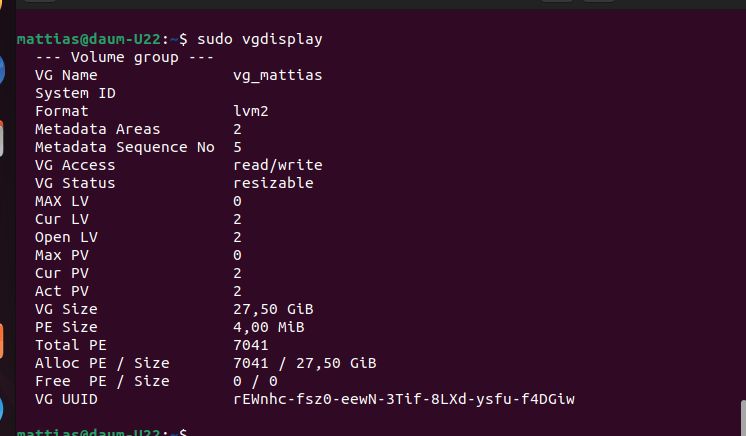 mattias@daum-U22:~$ sudo vgdisplay
--- Volume group ---
VG Name vg_mattias
System ID
Format lvm2
Metadata Areas 2
Metadata Sequence No 5
VG Access read/write
VG Status resizable
MAX LV 0
Cur LV 2
Open LV 2
Max PV 0
Cur PV 2
Act PV 2
VG Size 27,50 GiB
PE Size 4,00 MiB
Total PE 7041
Alloc PE / Size 7041 / 27,50 GiB
Free PE / Size 0 / 0
VG UUID rEWnhc-fsz0-eewN-3Tif-8LXd-ysfu-f4DGiw
mattias@daum-U22:~$